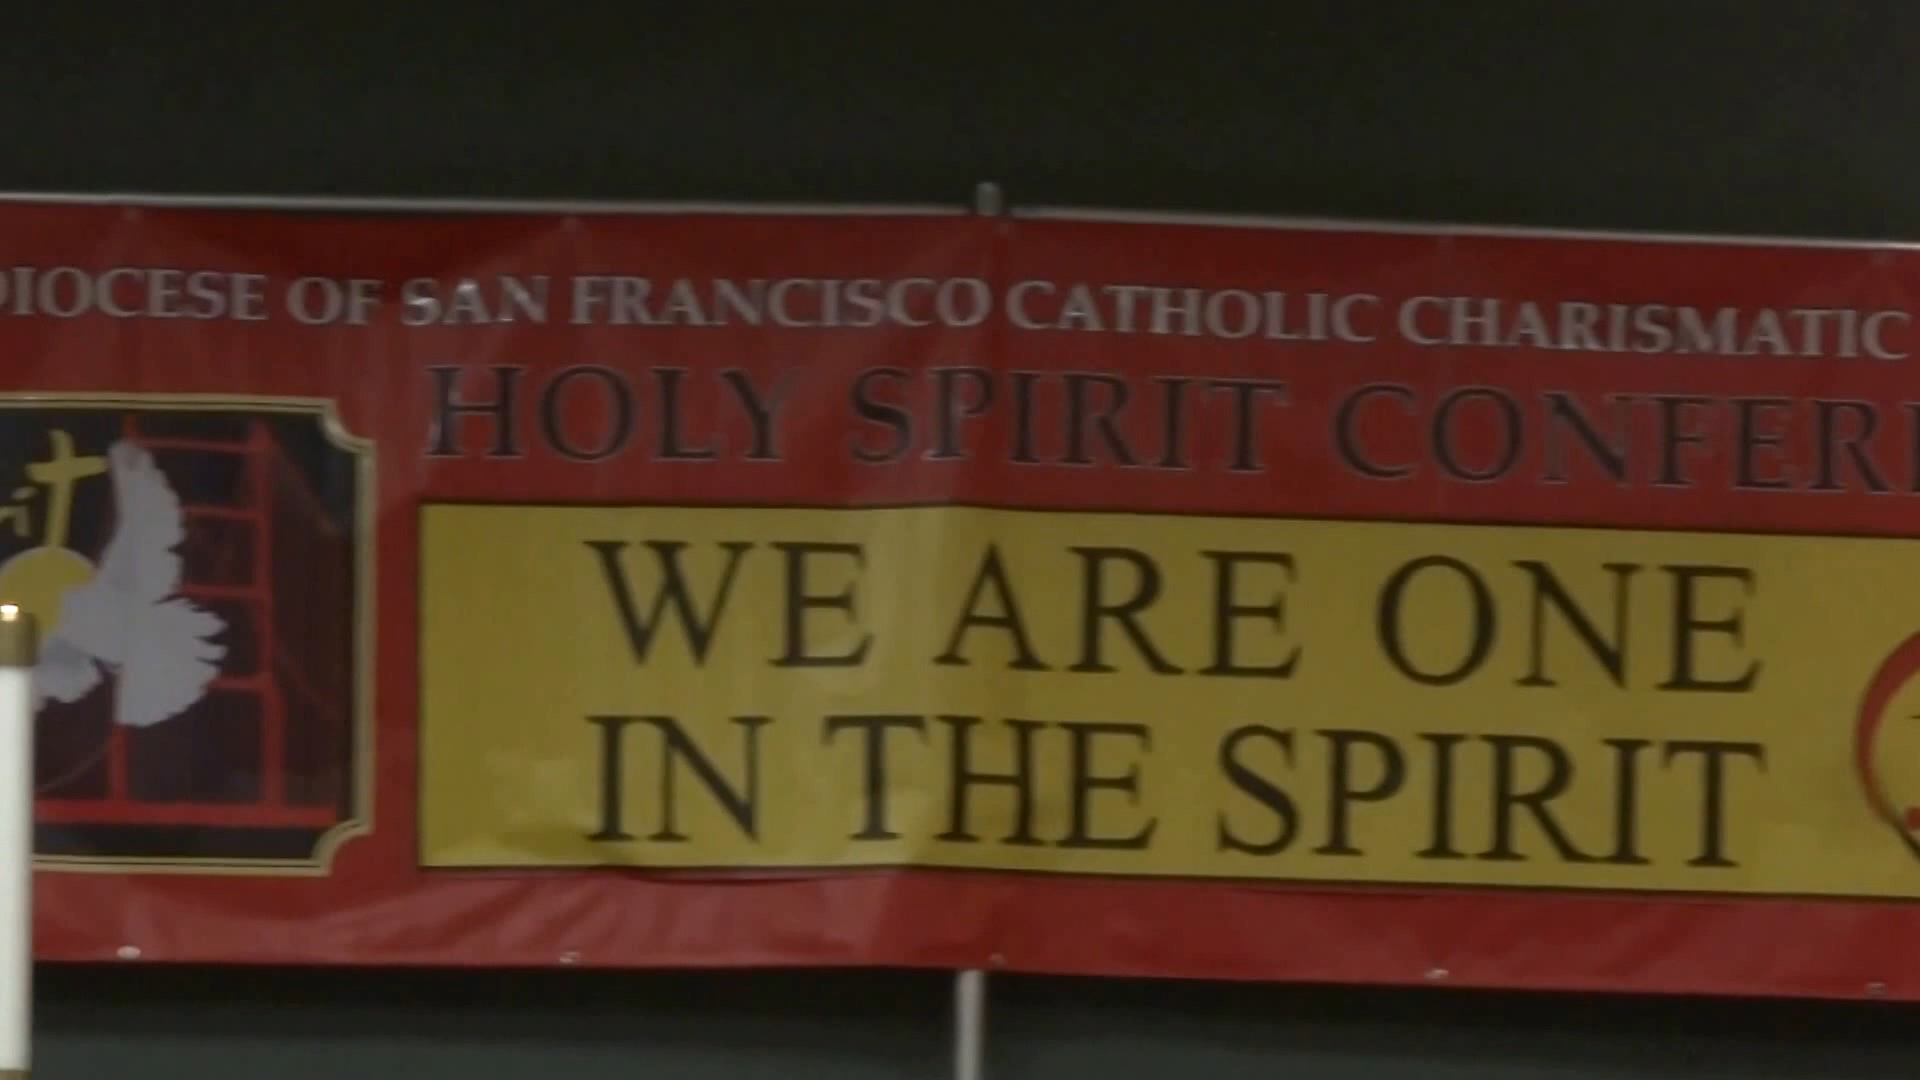 DIOCESE OF SAN FRANCISCO CATHOLIC CHARISMATIC
HOLY SPIRIT CONFER
WE ARE ONE
IN THE SPIRIT